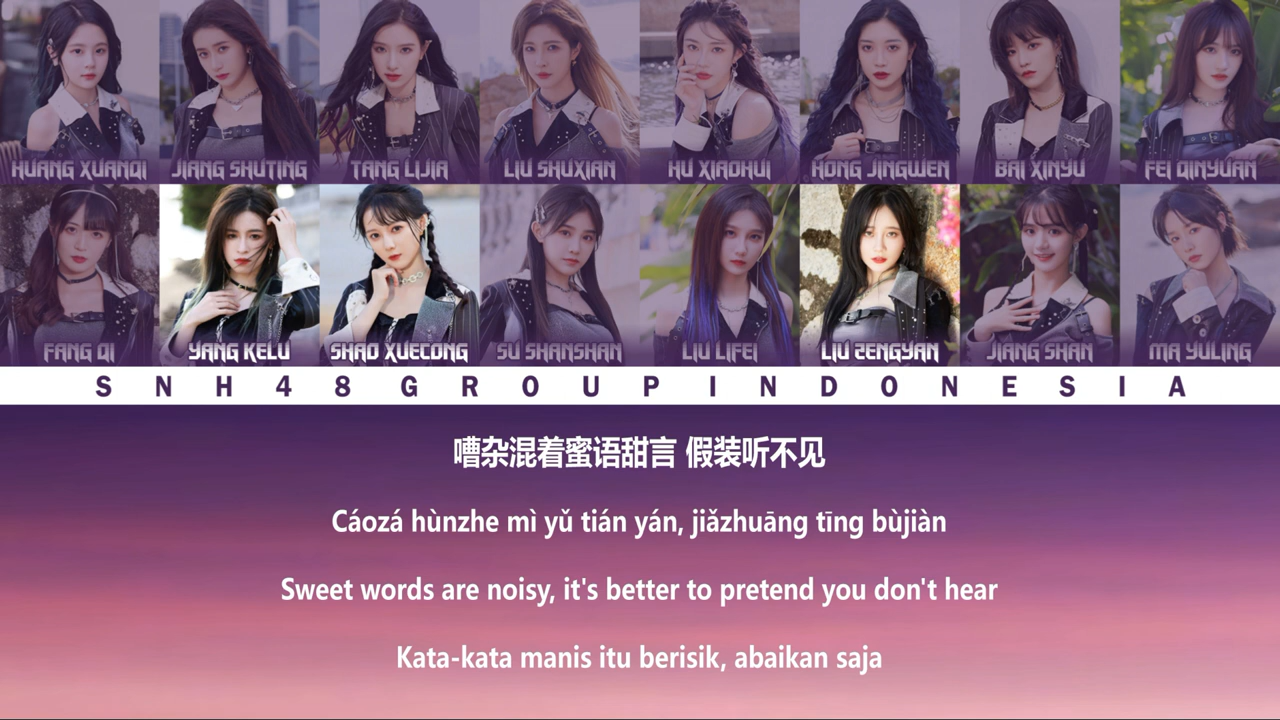 HUANG XUANQI JIANG SHUTING TANG LIJIA LIU SHUXIAN HU XIAOHUI HONG JINGWEN BAI XINYU FEI QINYUAN
FANG QI YANG KELU SHAO XUECONG SU SHANSHAN LIU LIFEI LIU ZENGYAN JIANG SHAN MA YULING
SNH48GROUPINDONESIA
嘈杂混着蜜语甜言 假装听不见
Cáozá hùnzhe mì yǔ tián yán, jiǎzhuāng tīng bùjiàn
Sweet words are noisy, it's better to pretend you don't hear
Kata-kata manis itu berisik, abaikan saja